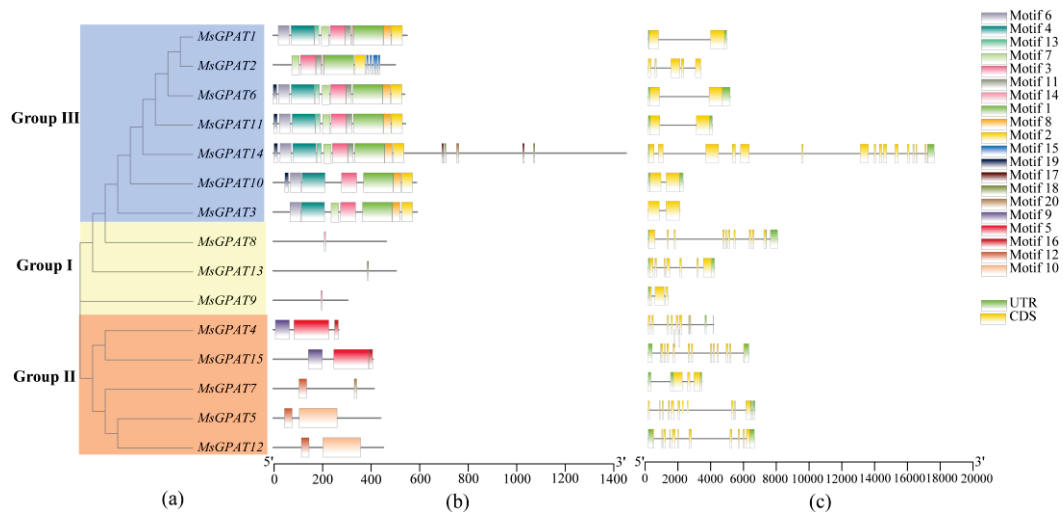 Group III
Group I
Group II
MsGPAT1
MsGPAT2
MsGPAT6
MsGPAT11
MsGPAT14
MsGPAT10
MsGPAT3
MsGPAT8
MsGPAT13
MsGPAT9
MsGPAT4
MsGPAT15
MsGPAT7
MsGPAT5
MsGPAT12
5' 3'
0 200 400 600 800 1000 1200 1400
5' 3'
0 2000 4000 6000 8000 10000 12000 14000 16000 18000 20000
(a) (b) (c)
Motif 6
Motif 4
Motif 13
Motif 7
Motif 3
Motif 11
Motif 14
Motif 1
Motif 8
Motif 2
Motif 15
Motif 19
Motif 17
Motif 18
Motif 20
Motif 9
Motif 5
Motif 16
Motif 12
Motif 10
UTR
CDS